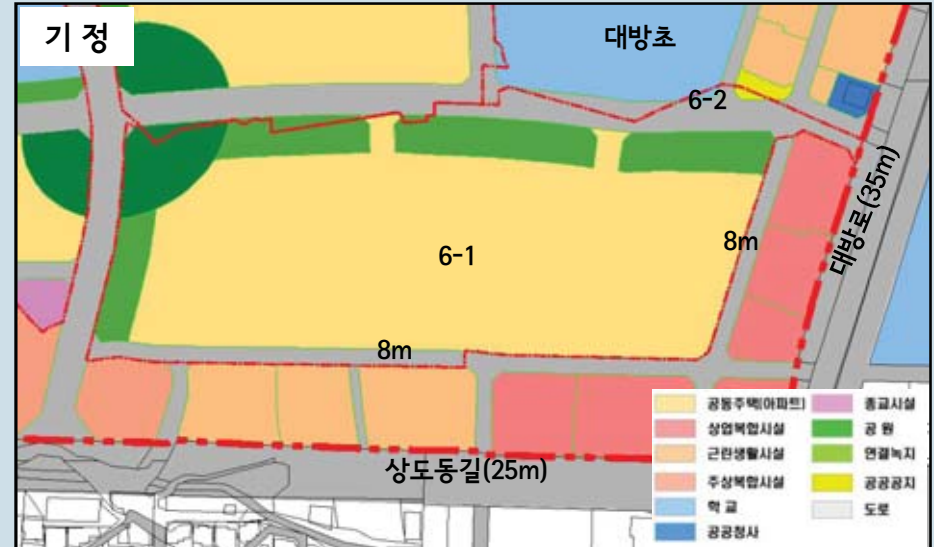 기 정
대방초
6-2
대방로(35m)
8m
6-1
8m
상도동길(25m)
공동주택(아파트)
상업복합시설
근린생활시설
주상복합시설
학 교
공공청사
종교시설
공 원
연결녹지
공공공지
도로